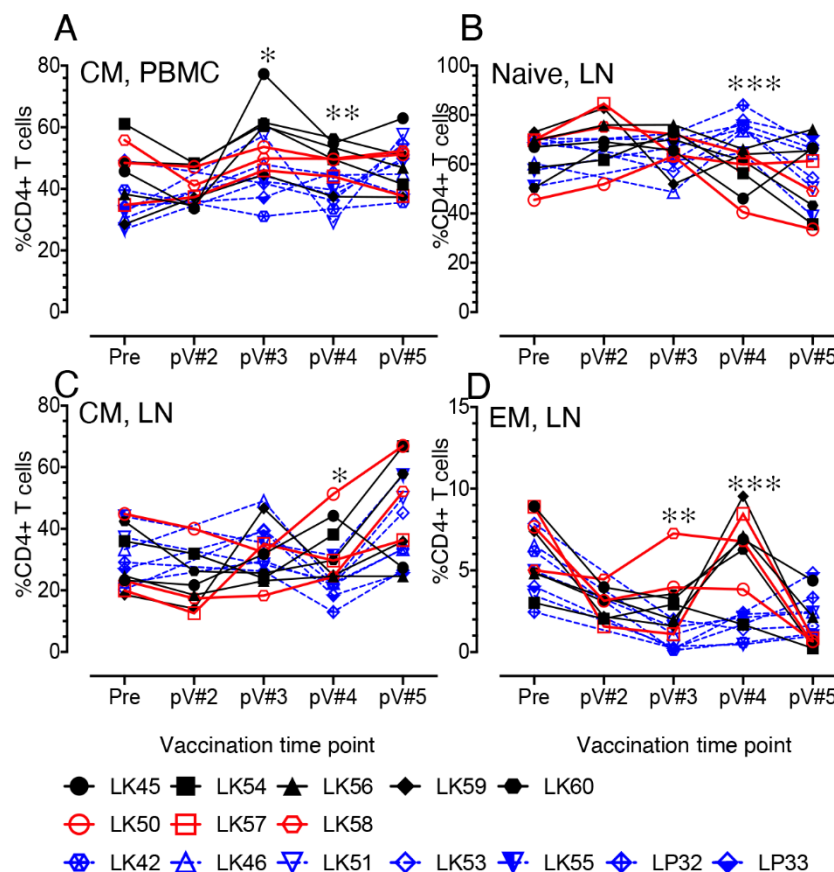 A B
CM, PBMC * ** Naive, LN ***
%CD4+ T cells 80 60 40 20 0
%CD4+ T cells 100 80 60 40 20 0
Pre pV#2 pV#3 pV#4 pV#5 Pre pV#2 pV#3 pV#4 pV#5
C D
CM, LN * EM, LN ** ***
%CD4+ T cells 80 60 40 20 0
%CD4+ T cells 15 10 5 0
Pre pV#2 pV#3 pV#4 pV#5 Pre pV#2 pV#3 pV#4 pV#5
Vaccination time point Vaccination time point
LK45 LK54 LK56 LK59 LK60
LK50 LK57 LK58
LK42 LK46 LK51 LK53 LK55 LP32 LP33